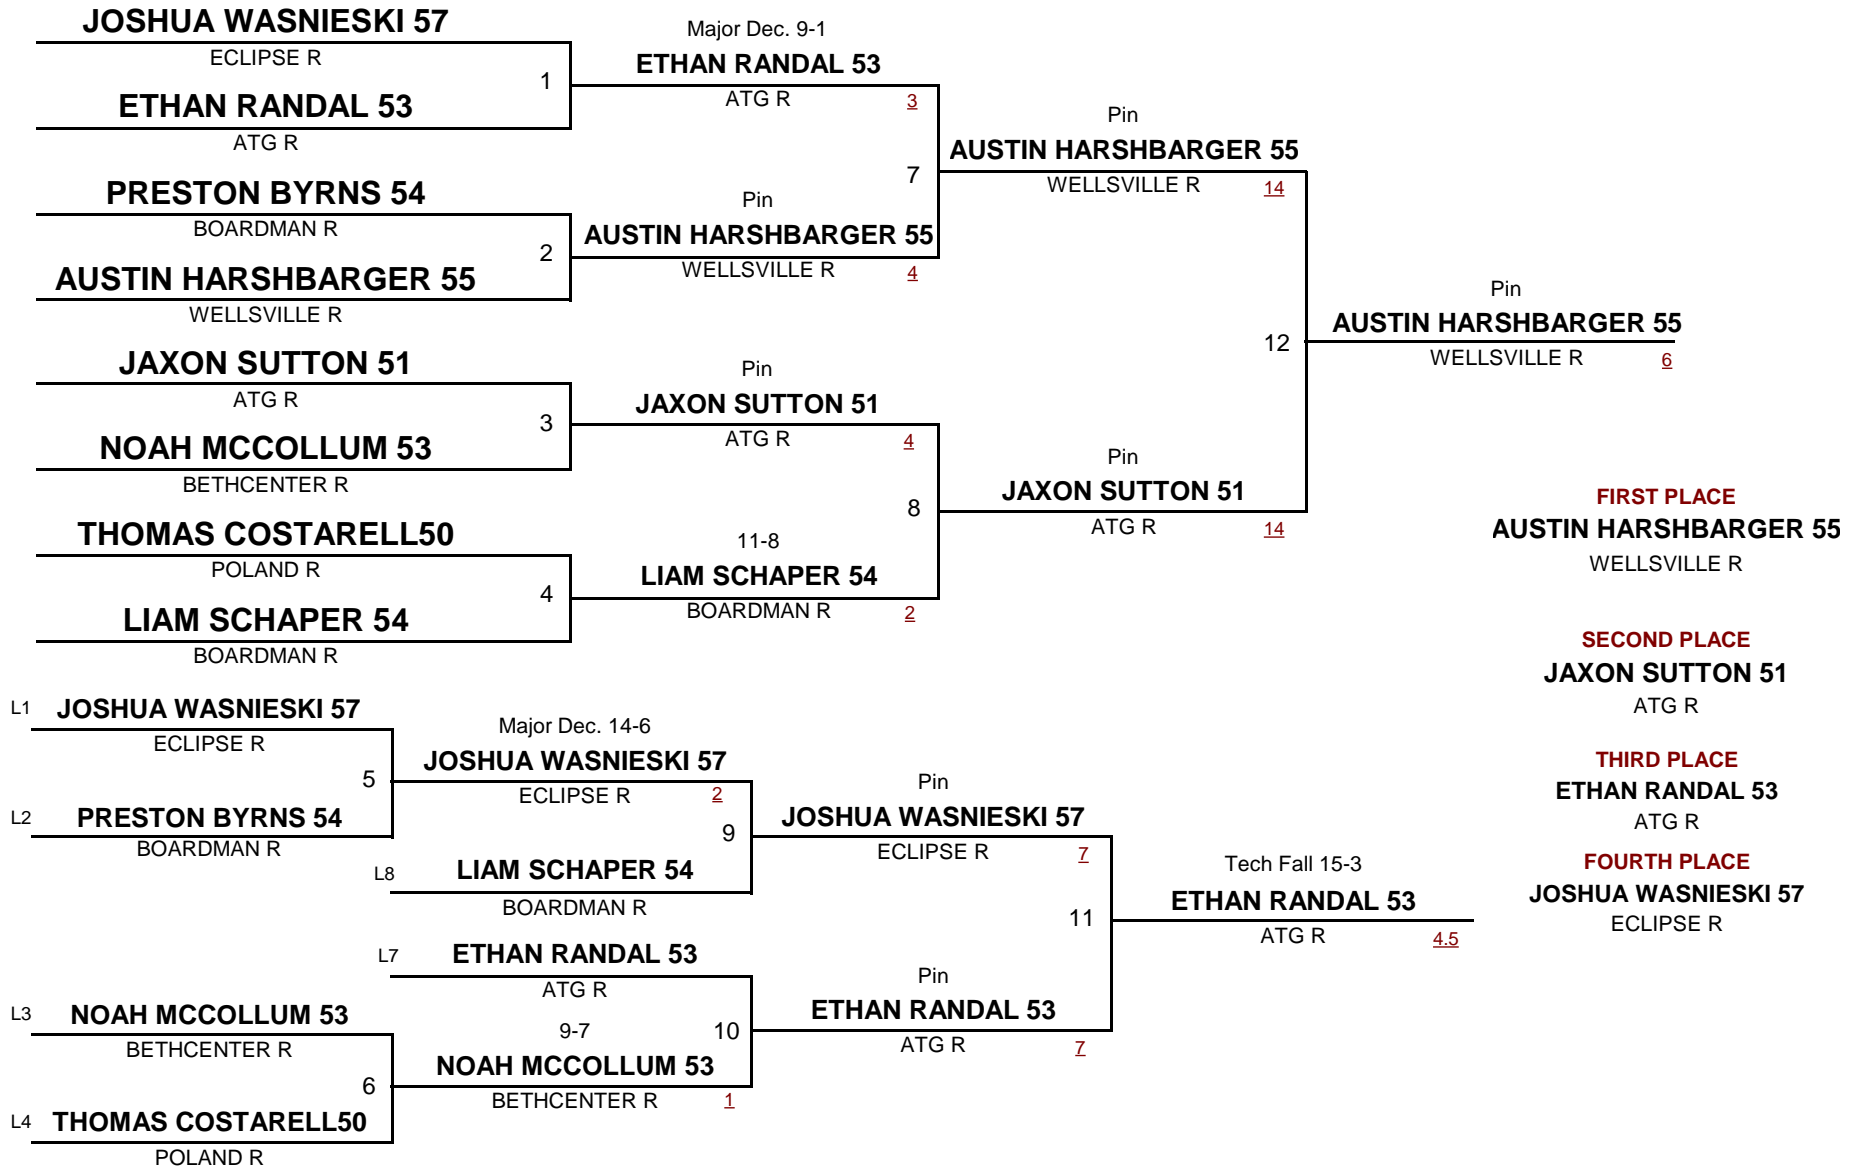 JOSHUA WASNIESKI 57
ECLIPSE R
1
ETHAN RANDAL 53
ATG R
PRESTON BYRNS 54
BOARDMAN R
2
AUSTIN HARSHBARGER 55
WELLSVILLE R
JAXON SUTTON 51
ATG R
3
NOAH MCCOLLUM 53
BETHCENTER R
THOMAS COSTARELL50
POLAND R
4
LIAM SCHAPER 54
BOARDMAN R
Major Dec. 9-1
ETHAN RANDAL 53
ATG R 3
7
Pin
AUSTIN HARSHBARGER 55
WELLSVILLE R 4
Pin
JAXON SUTTON 51
ATG R 4
8
11-8
LIAM SCHAPER 54
BOARDMAN R 2
Pin
AUSTIN HARSHBARGER 55
WELLSVILLE R 14
12
Pin
JAXON SUTTON 51
ATG R 14
Pin
AUSTIN HARSHBARGER 55
WELLSVILLE R 6
L1 JOSHUA WASNIESKI 57
ECLIPSE R
5
L2 PRESTON BYRNS 54
BOARDMAN R
L3 NOAH MCCOLLUM 53
BETHCENTER R
6
L4 THOMAS COSTARELL50
POLAND R
Major Dec. 14-6
JOSHUA WASNIESKI 57
ECLIPSE R 2
9
L8 LIAM SCHAPER 54
BOARDMAN R
L7 ETHAN RANDAL 53
ATG R
9-7 10
NOAH MCCOLLUM 53
BETHCENTER R 1
Pin
JOSHUA WASNIESKI 57
ECLIPSE R 7
11
Pin
ETHAN RANDAL 53
ATG R 7
Tech Fall 15-3
ETHAN RANDAL 53
ATG R 4.5
FIRST PLACE
AUSTIN HARSHBARGER 55
WELLSVILLE R
SECOND PLACE
JAXON SUTTON 51
ATG R
THIRD PLACE
ETHAN RANDAL 53
ATG R
FOURTH PLACE
JOSHUA WASNIESKI 57
ECLIPSE R